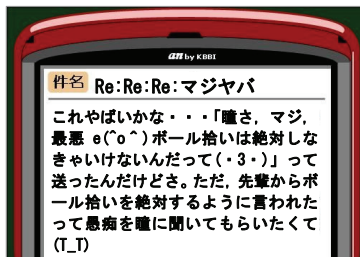 an by KBBI
件名 Re:Re:Re:マジヤバ
これやばいかな・・・「瞳さ，マジ，
最悪 e(^o^)ボール拾いは絶対しな
きゃいけないんだって(・3・)」って
送ったんだけどさ。ただ，先輩からボ
ール拾いを絶対するように言われた
って愚痴を瞳に聞いてもらいたくて
(T_T)